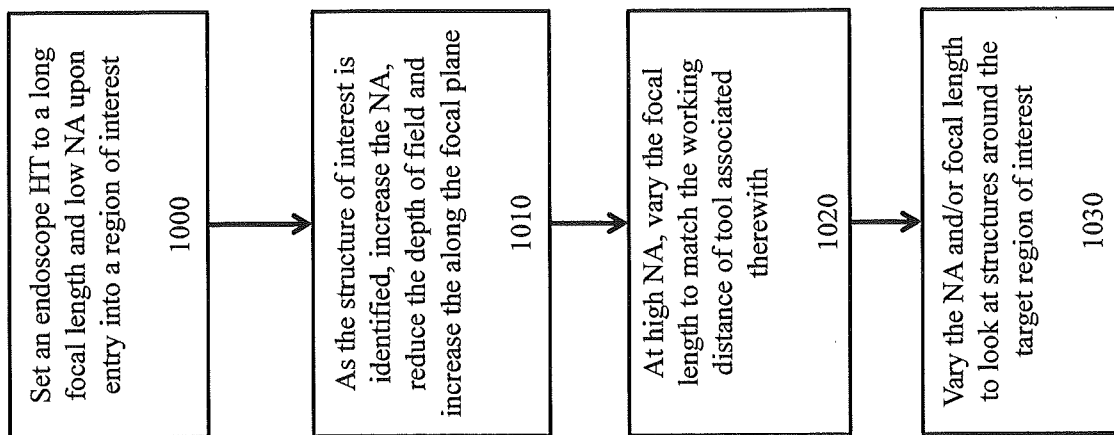 Set an endoscope HT to a long
focal length and low NA upon
entry into a region of interest
1000
As the structure of interest is
identified, increase the NA,
reduce the depth of field and
increase the along the focal plane
1010
At high NA, vary the focal
length to match the working
distance of tool associated
therewith
1020
Vary the NA and/or focal length
to look at structures around the
target region of interest
1030